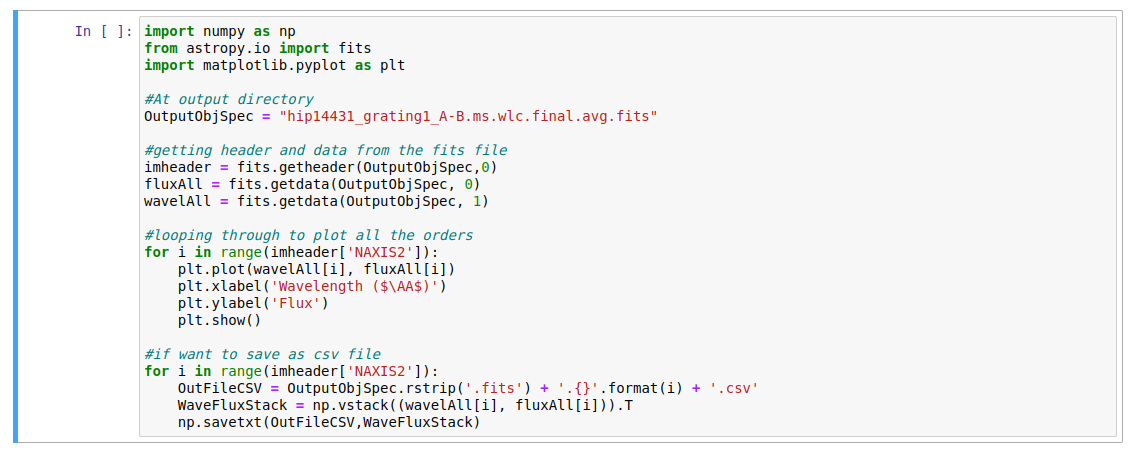 In [ ]: import numpy as np
from astropy.io import fits
import matplotlib.pyplot as plt

#At output directory
OutputObjSpec = "hip14431_grating1_A-B.ms.wlc.final.avg.fits"

#getting header and data from the fits file
imheader = fits.getheader(OutputObjSpec,0)
fluxAll = fits.getdata(OutputObjSpec, 0)
wavelAll = fits.getdata(OutputObjSpec, 1)

#looping through to plot all the orders
for i in range(imheader['NAXIS2']):
    plt.plot(wavelAll[i], fluxAll[i])
    plt.xlabel('Wavelength ($\AA$)')
    plt.ylabel('Flux')
    plt.show()

#if want to save as csv file
for i in range(imheader['NAXIS2']):
    OutFileCSV = OutputObjSpec.rstrip('.fits') + '.{}'.format(i) + '.csv'
    WaveFluxStack = np.vstack((wavelAll[i], fluxAll[i])).T
    np.savetxt(OutFileCSV,WaveFluxStack)